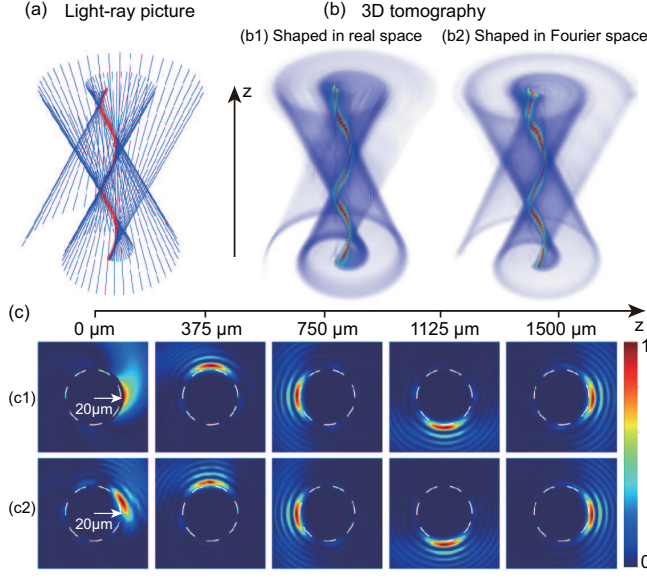 (a) Light-ray picture
(b) 3D tomography
(b1) Shaped in real space
(b2) Shaped in Fourier space
z
(c)
z
0 μm 375 μm 750 μm 1125 μm 1500 μm
(c1)
20μm
1
(c2)
20μm
0